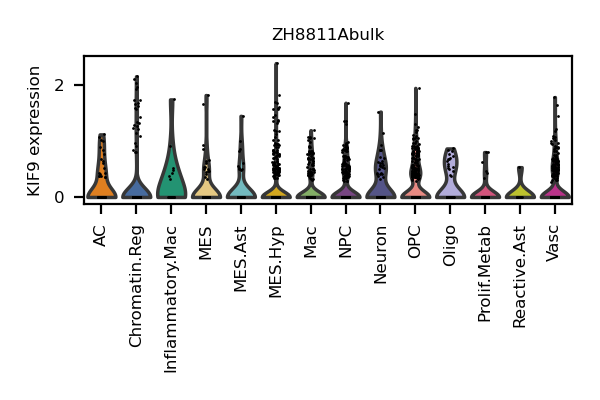 ZH8811Abulk
KIF9 expression
2
0
AC
Chromatin.Reg
Inflammatory.Mac
MES
MES.Ast
MES.Hyp
Mac
NPC
Neuron
OPC
Oligo
Prolif.Metab
Reactive.Ast
Vasc